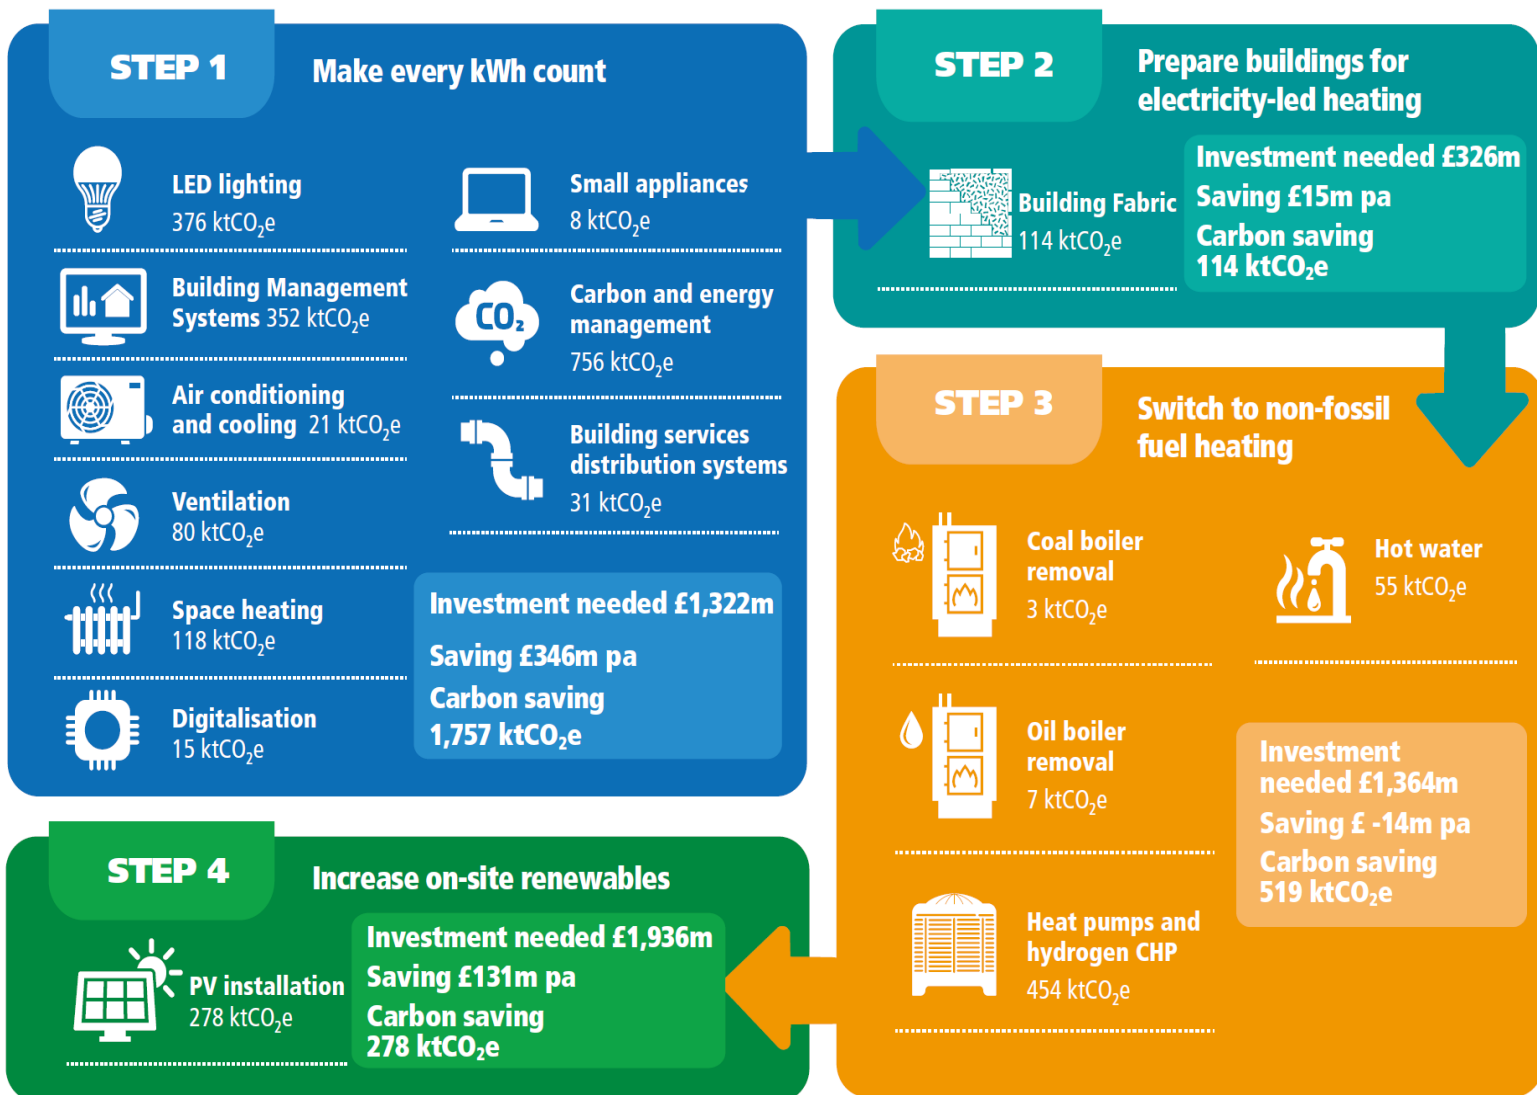 STEP 1
Make every kWh count
LED lighting
376 ktCO₂e
Building Management
Systems 352 ktCO₂e
Air conditioning
and cooling 21 ktCO₂e
Ventilation
80 ktCO₂e
Space heating
118 ktCO₂e
Digitalisation
15 ktCO₂e
Small appliances
8 ktCO₂e
CO₂
Carbon and energy
management
756 ktCO₂e
Building services
distribution systems
31 ktCO₂e
Investment needed £1,322m
Saving £346m pa
Carbon saving
1,757 ktCO₂e
STEP 2
Prepare buildings for
electricity-led heating
Building Fabric
114 ktCO₂e
Investment needed £326m
Saving £15m pa
Carbon saving
114 ktCO₂e
STEP 3
Switch to non-fossil
fuel heating
Coal boiler
removal
3 ktCO₂e
Oil boiler
removal
7 ktCO₂e
Heat pumps and
hydrogen CHP
454 ktCO₂e
Hot water
55 ktCO₂e
Investment
needed £1,364m
Saving £ -14m pa
Carbon saving
519 ktCO₂e
STEP 4
Increase on-site renewables
PV installation
278 ktCO₂e
Investment needed £1,936m
Saving £131m pa
Carbon saving
278 ktCO₂e